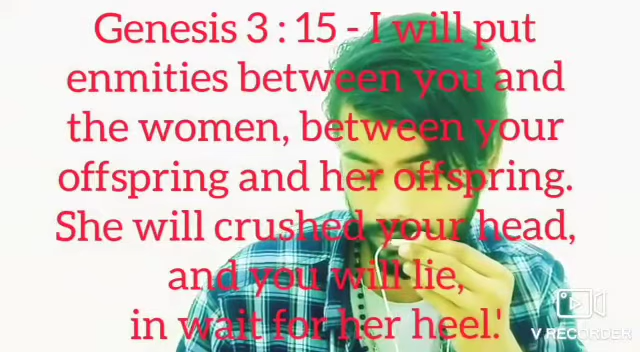 Genesis 3 : 15 - I will put
enmities between you and
the women, between your
offspring and her offspring.
She will crushed your head,
and you will lie,
in wait for her heel.'
V RECORDER